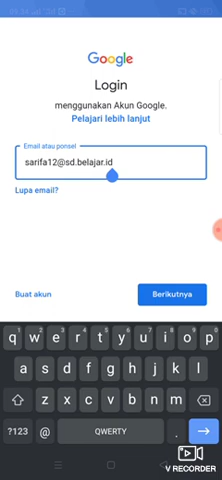 Google
Login
menggunakan Akun Google.
Pelajari lebih lanjut
Email atau ponsel
sarifa12@sd.belajar.id
Lupa email?
Buat akun
Berikutnya
q w e r t y u i o p
a s d f g h j k l
z x c v b n m
?123 @ QWERTY .
V RECORDER